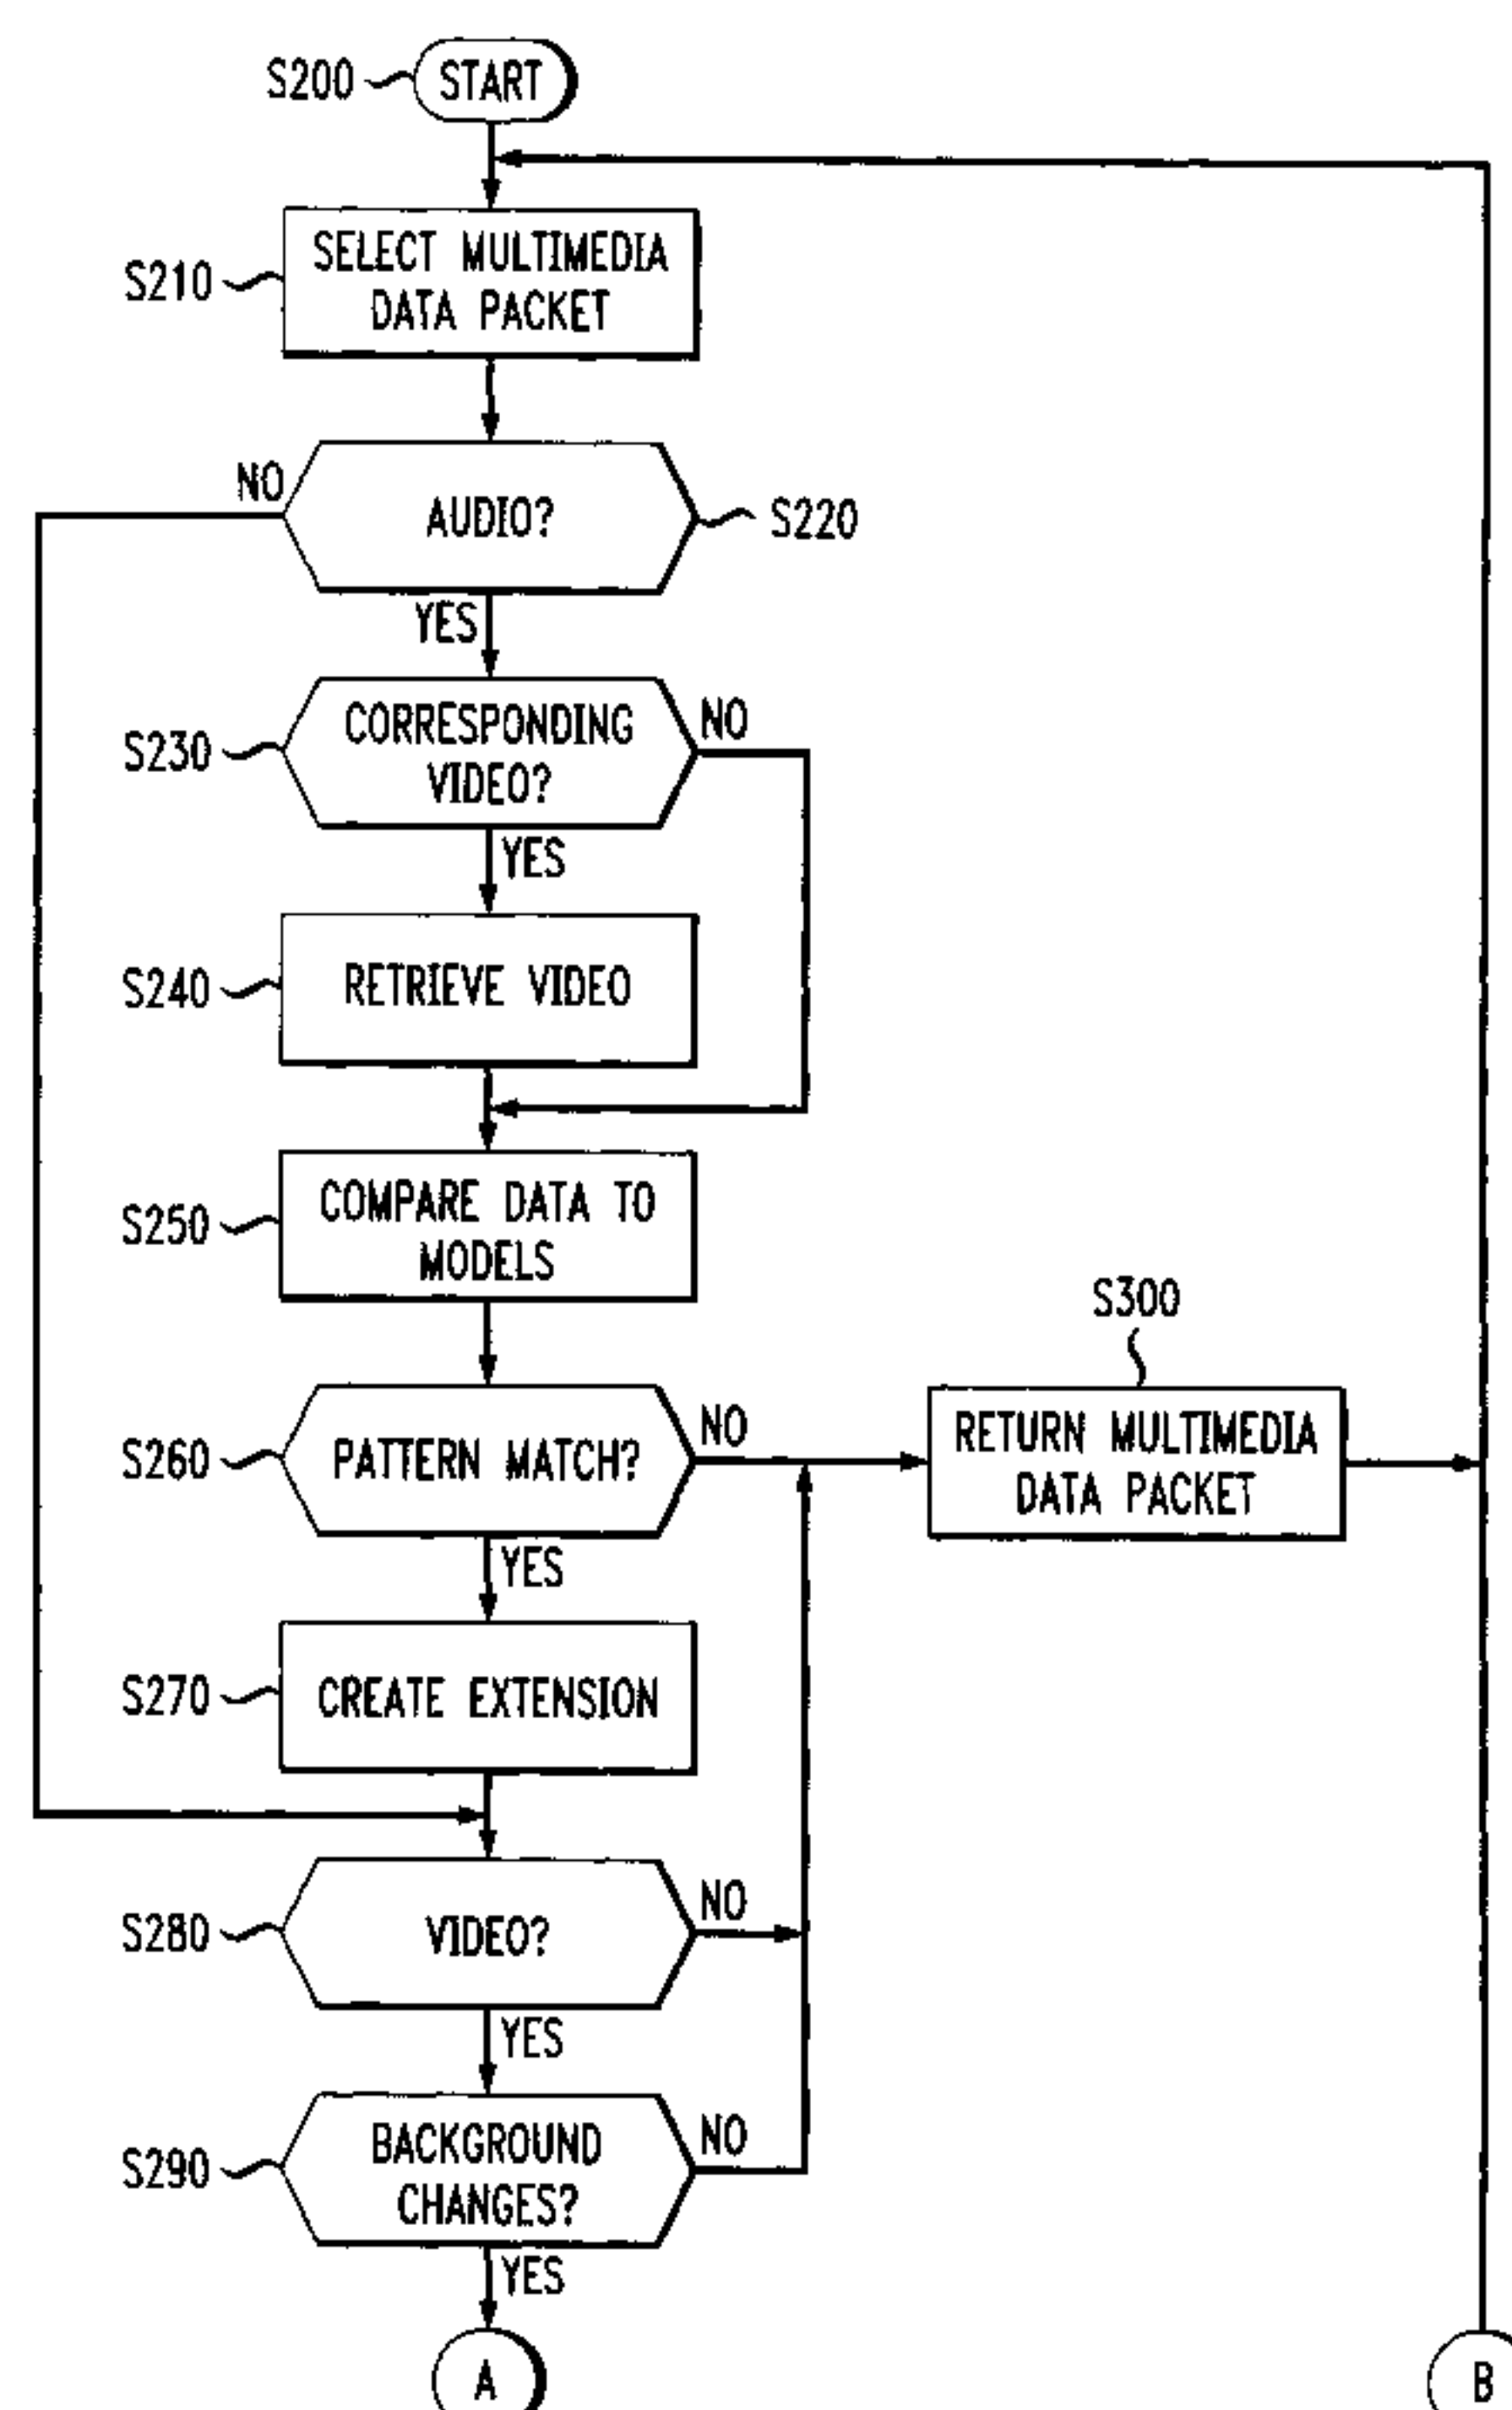 S200
START
S210
SELECT MULTIMEDIA
DATA PACKET
NO
AUDIO?
S220
YES
S230
CORRESPONDING
VIDEO?
NO
YES
S240
RETRIEVE VIDEO
S250
COMPARE DATA TO
MODELS
S260
PATTERN MATCH?
NO
S300
RETURN MULTIMEDIA
DATA PACKET
YES
S270
CREATE EXTENSION
S280
VIDEO?
NO
YES
S290
BACKGROUND
CHANGES?
NO
YES
A
B